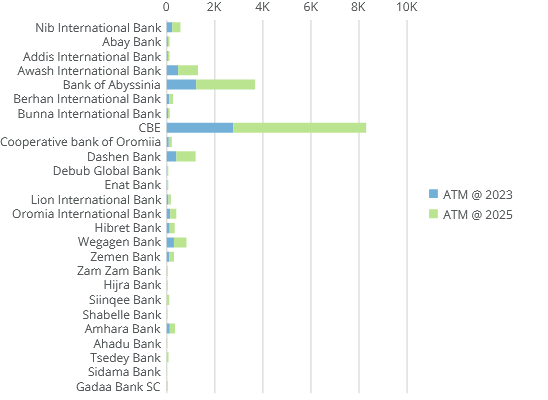 0 2K 4K 6K 8K 10K
Nib International Bank
Abay Bank
Addis International Bank
Awash International Bank
Bank of Abyssinia
Berhan International Bank
Bunna International Bank
CBE
Cooperative bank of Oromiia
Dashen Bank
Debub Global Bank
Enat Bank
Lion International Bank
Oromia International Bank
Hibret Bank
Wegagen Bank
Zemen Bank
Zam Zam Bank
Hijra Bank
Siinqee Bank
Shabelle Bank
Amhara Bank
Ahadu Bank
Tsedey Bank
Sidama Bank
Gadaa Bank SC
ATM @ 2023
ATM @ 2025